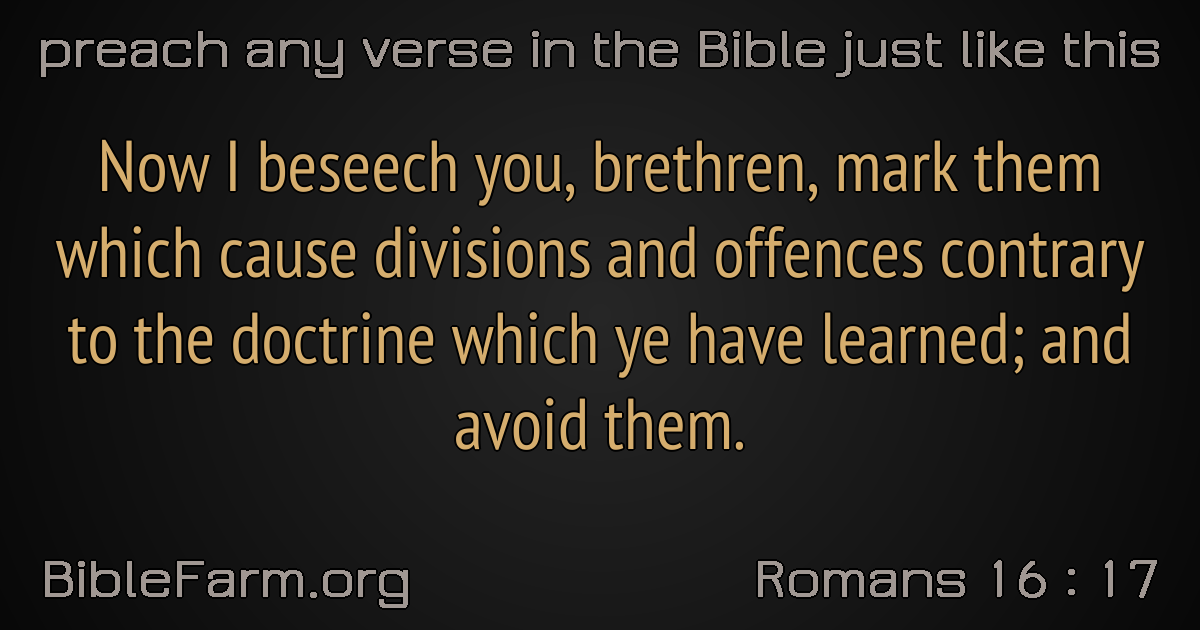 preach any verse in the Bible just like this
Now I beseech you, brethren, mark them
which cause divisions and offences contrary
to the doctrine which ye have learned; and
avoid them.
BibleFarm.org
Romans 16 : 17